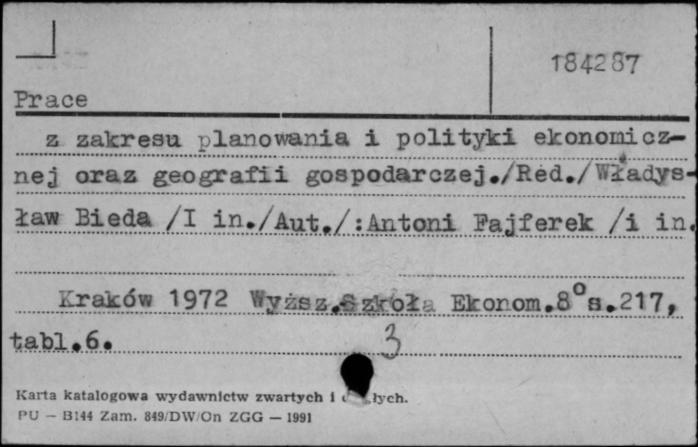 184287
Prace
z zakresu planowania i polityki ekonomicz-
nej oraz geografii gospodarczej./Red./Władys-
ław Bieda /I in./Aut./:Antoni Fajferek /i in.
Kraków 1972 Wyższ.Szkoła Ekonom.8° s.217,
tabl.6.
3
Karta katalogowa wydawnictw zwartych i
PU — B144 Zam. 849/DW/On ZGG — 1991